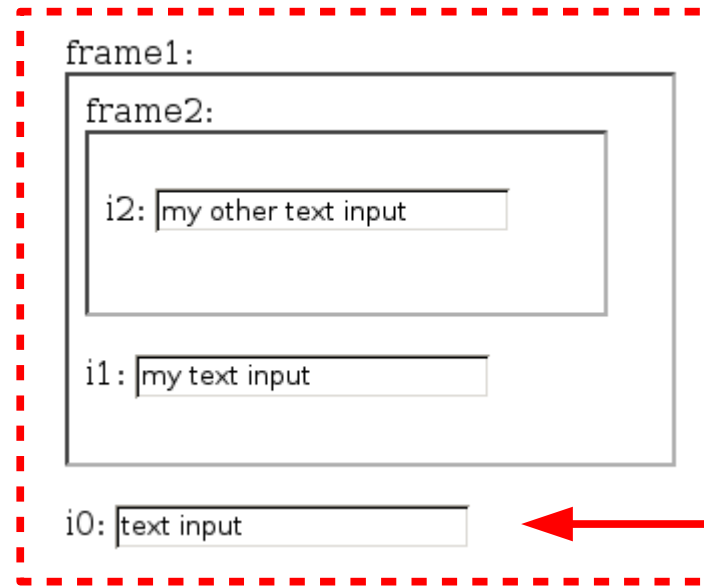 frame1:
frame2:
i2: my other text input
i1: my text input
i0: text input